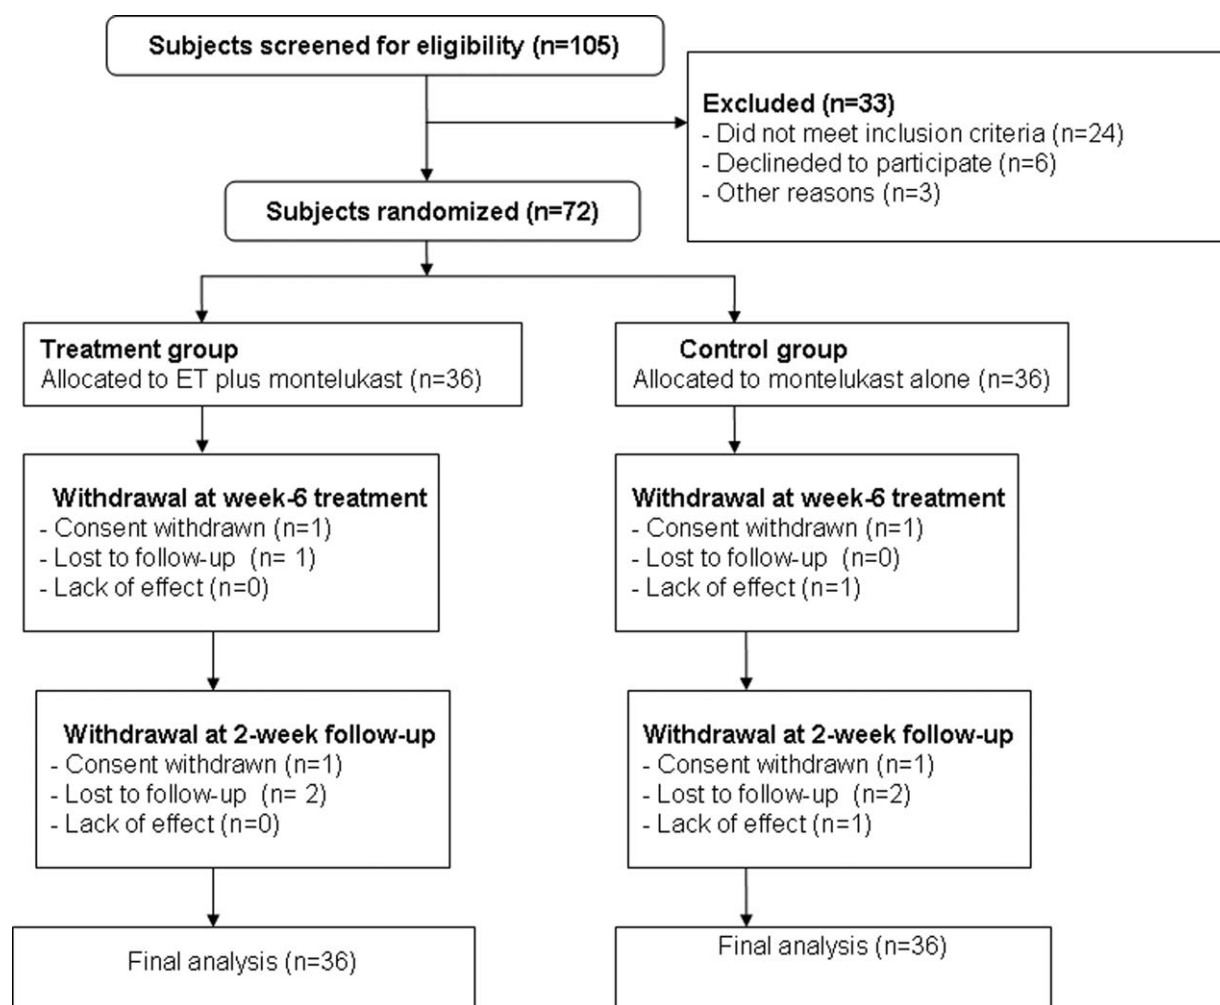 Subjects screened for eligibility (n=105)
Excluded (n=33)
- Did not meet inclusion criteria (n=24)
- Declineded to participate (n=6)
- Other reasons (n=3)
Subjects randomized (n=72)
Treatment group
Allocated to ET plus montelukast (n=36)
Control group
Allocated to montelukast alone (n=36)
Withdrawal at week-6 treatment
- Consent withdrawn (n=1)
- Lost to follow-up (n= 1)
- Lack of effect (n=0)
Withdrawal at week-6 treatment
- Consent withdrawn (n=1)
- Lost to follow-up (n=0)
- Lack of effect (n=1)
Withdrawal at 2-week follow-up
- Consent withdrawn (n=1)
- Lost to follow-up (n= 2)
- Lack of effect (n=0)
Withdrawal at 2-week follow-up
- Consent withdrawn (n=1)
- Lost to follow-up (n=2)
- Lack of effect (n=1)
Final analysis (n=36)
Final analysis (n=36)